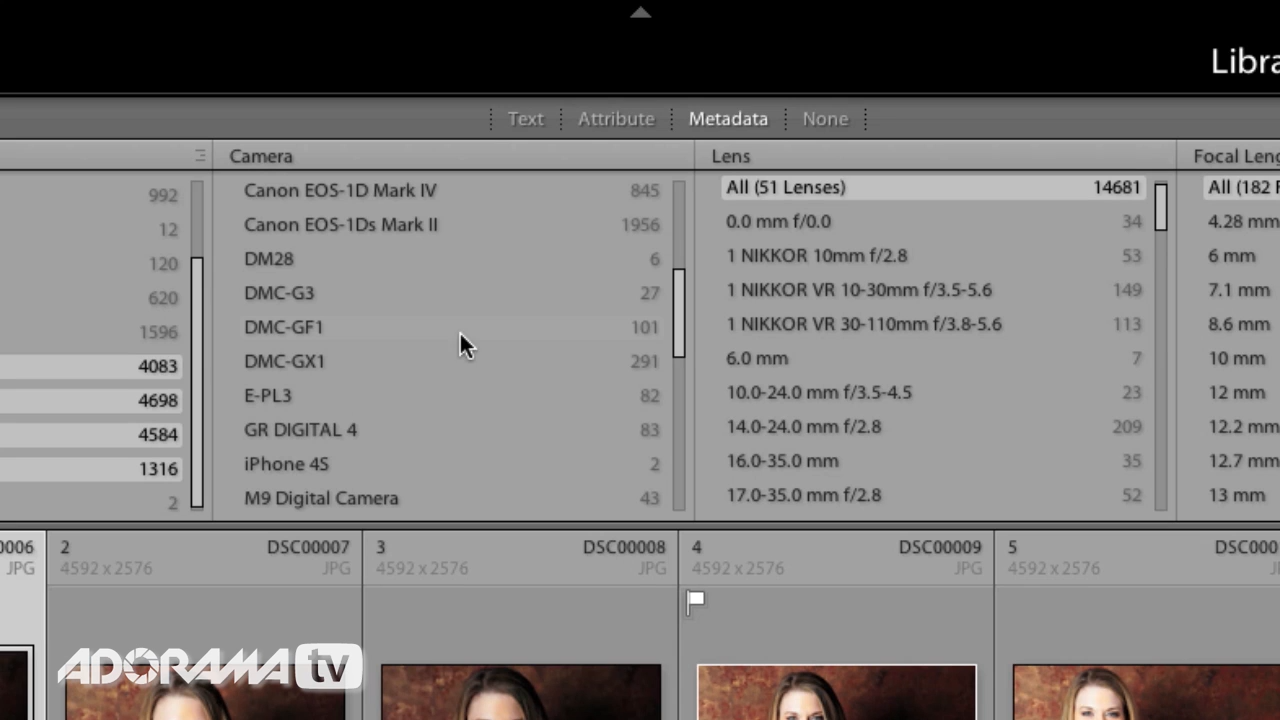 Libra
Text
Attribute
Metadata
None
Camera
Lens
Focal Leng
992
12
120
620
1596
4083
4698
4584
1316
2
Canon EOS-1D Mark IV 845
Canon EOS-1Ds Mark II 1956
DM28 6
DMC-G3 27
DMC-GF1 101
DMC-GX1 291
E-PL3 82
GR DIGITAL 4 83
iPhone 4S 2
M9 Digital Camera 43
All (51 Lenses) 14681
0.0 mm f/0.0 34
1 NIKKOR 10mm f/2.8 53
1 NIKKOR VR 10-30mm f/3.5-5.6 149
1 NIKKOR VR 30-110mm f/3.8-5.6 113
6.0 mm 7
10.0-24.0 mm f/3.5-4.5 23
14.0-24.0 mm f/2.8 209
16.0-35.0 mm 35
17.0-35.0 mm f/2.8 52
All (182 F
4.28 mm
6 mm
7.1 mm
8.6 mm
10 mm
12 mm
12.2 mm
12.7 mm
13 mm
0006
JPG
2 DSC00007
4592 x 2576 JPG
3 DSC00008
4592 x 2576 JPG
4 DSC00009
4592 x 2576 JPG
5 DSC000
4592 x 2576 J
ADORAMA tv